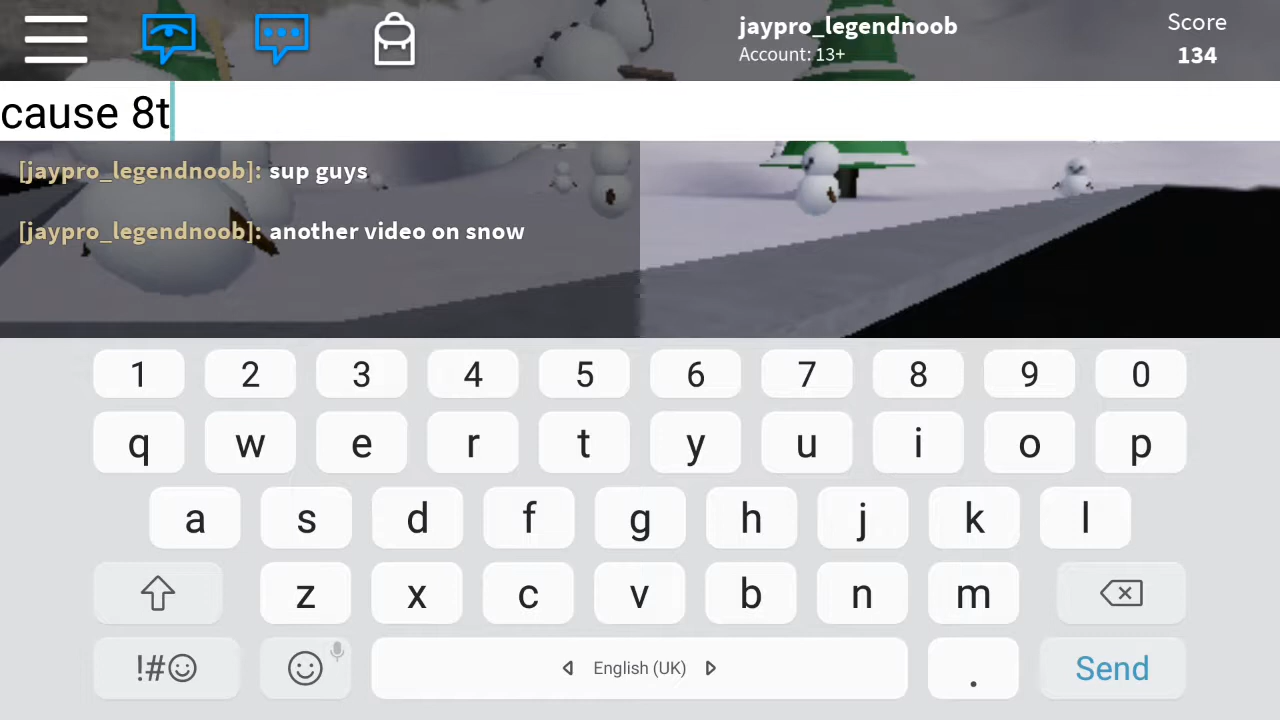 jaypro_legendnoob
Account: 13+
Score
134
cause 8t
[jaypro_legendnoob]: sup guys
[jaypro_legendnoob]: another video on snow
1 2 3 4 5 6 7 8 9 0
q w e r t y u i o p
a s d f g h j k l
z x c v b n m
!#☺ English (UK) . Send